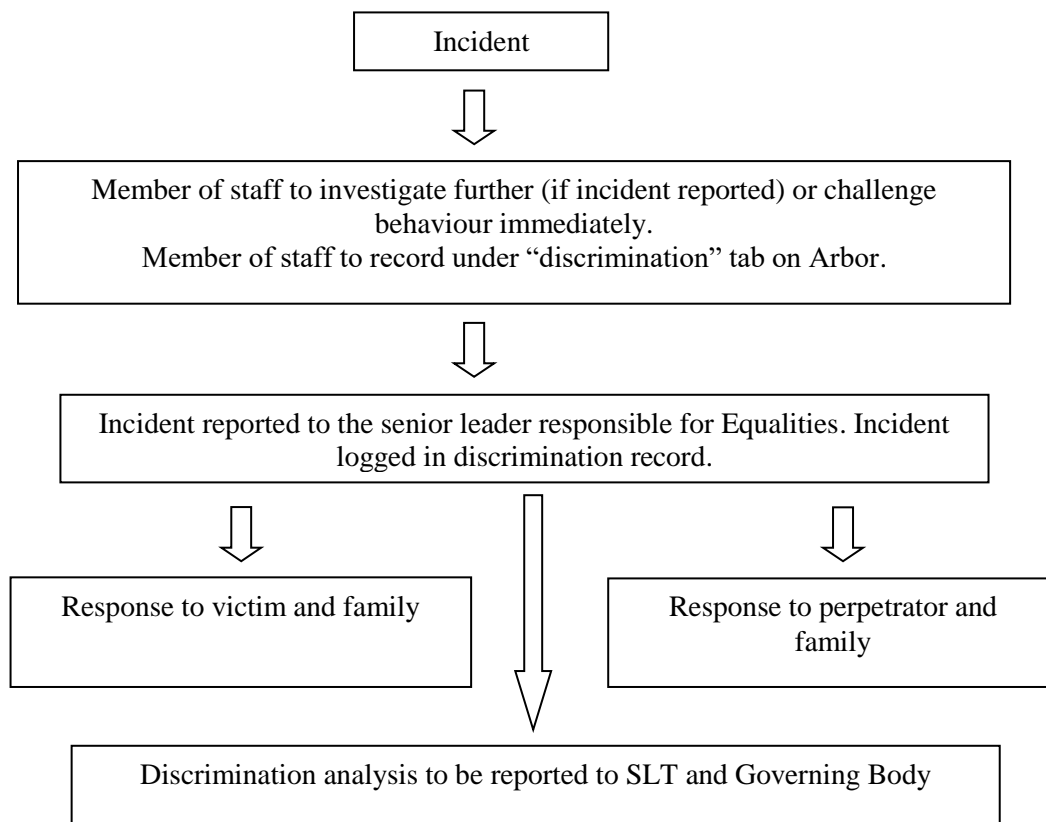 Incident
Member of staff to investigate further (if incident reported) or challenge
behaviour immediately.
Member of staff to record under “discrimination” tab on Arbor.
Incident reported to the senior leader responsible for Equalities. Incident
logged in discrimination record.
Response to victim and family
Response to perpetrator and
family
Discrimination analysis to be reported to SLT and Governing Body